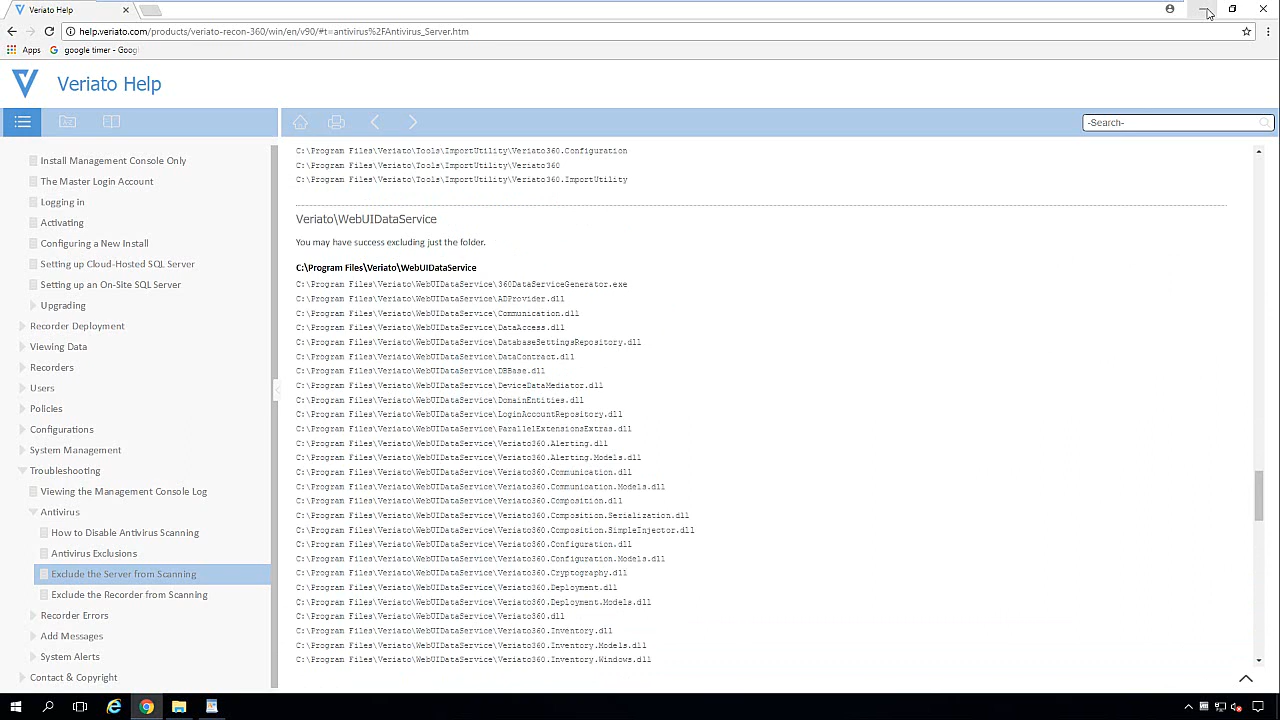 Veriato Help
help.veriato.com/products/veriato-recon-360/win/en/v90/#t=antivirus%2FAntivirus_Server.htm
Apps
google timer - Goog
Veriato Help
-Search-
Install Management Console Only
The Master Login Account
Logging in
Activating
Configuring a New Install
Setting up Cloud-Hosted SQL Server
Setting up an On-Site SQL Server
Upgrading
Recorder Deployment
Viewing Data
Recorders
Users
Policies
Configurations
System Management
Troubleshooting
Viewing the Management Console Log
Antivirus
How to Disable Antivirus Scanning
Antivirus Exclusions
Exclude the Server from Scanning
Exclude the Recorder from Scanning
Recorder Errors
Add Messages
System Alerts
Contact & Copyright
C:\Program Files\Veriato\Tools\ImportUtility\Veriato360.Configuration
C:\Program Files\Veriato\Tools\ImportUtility\Veriato360
C:\Program Files\Veriato\Tools\ImportUtility\Veriato360.ImportUtility
Veriato\WebUIDataService
You may have success excluding just the folder.
C:\Program Files\Veriato\WebUIDataService
C:\Program Files\Veriato\WebUIDataService\360DataServiceGenerator.exe
C:\Program Files\Veriato\WebUIDataService\ADProvider.dll
C:\Program Files\Veriato\WebUIDataService\Communication.dll
C:\Program Files\Veriato\WebUIDataService\DataAccess.dll
C:\Program Files\Veriato\WebUIDataService\DatabaseSettingsRepository.dll
C:\Program Files\Veriato\WebUIDataService\DataContract.dll
C:\Program Files\Veriato\WebUIDataService\DBBase.dll
C:\Program Files\Veriato\WebUIDataService\DeviceDataMediator.dll
C:\Program Files\Veriato\WebUIDataService\DomainEntities.dll
C:\Program Files\Veriato\WebUIDataService\LoginAccountRepository.dll
C:\Program Files\Veriato\WebUIDataService\ParallelExtensionsExtras.dll
C:\Program Files\Veriato\WebUIDataService\Veriato360.Alerting.dll
C:\Program Files\Veriato\WebUIDataService\Veriato360.Alerting.Models.dll
C:\Program Files\Veriato\WebUIDataService\Veriato360.Communication.dll
C:\Program Files\Veriato\WebUIDataService\Veriato360.Communication.Models.dll
C:\Program Files\Veriato\WebUIDataService\Veriato360.Composition.dll
C:\Program Files\Veriato\WebUIDataService\Veriato360.Composition.Serialization.dll
C:\Program Files\Veriato\WebUIDataService\Veriato360.Composition.SimpleInjector.dll
C:\Program Files\Veriato\WebUIDataService\Veriato360.Configuration.dll
C:\Program Files\Veriato\WebUIDataService\Veriato360.Configuration.Models.dll
C:\Program Files\Veriato\WebUIDataService\Veriato360.Cryptography.dll
C:\Program Files\Veriato\WebUIDataService\Veriato360.Deployment.dll
C:\Program Files\Veriato\WebUIDataService\Veriato360.Deployment.Models.dll
C:\Program Files\Veriato\WebUIDataService\Veriato360.dll
C:\Program Files\Veriato\WebUIDataService\Veriato360.Inventory.dll
C:\Program Files\Veriato\WebUIDataService\Veriato360.Inventory.Models.dll
C:\Program Files\Veriato\WebUIDataService\Veriato360.Inventory.Windows.dll